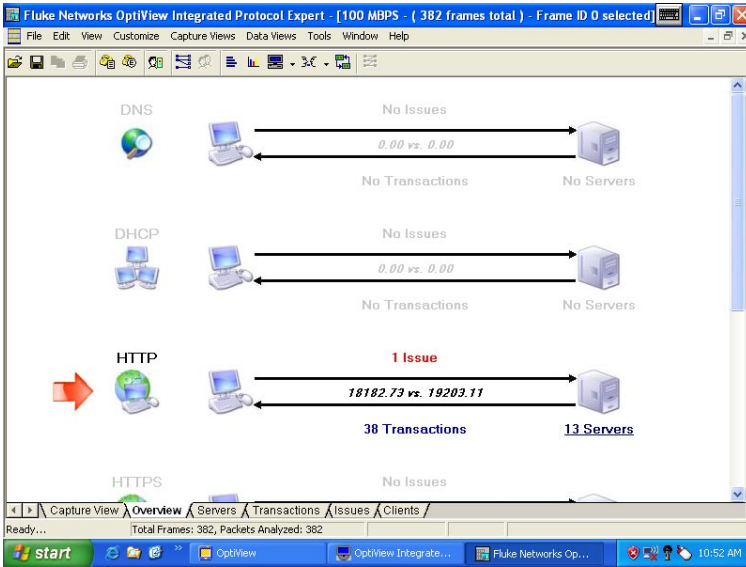 Fluke Networks OptiView Integrated Protocol Expert - [100 MBPS - ( 382 frames total ) - Frame ID 0 selected]
File Edit View Customize Capture Views Data Views Tools Window Help
DNS
No Issues
0.00 vs. 0.00
No Transactions No Servers
DHCP
No Issues
0.00 vs. 0.00
No Transactions No Servers
HTTP
1 Issue
18182.73 vs. 19203.11
38 Transactions 13 Servers
HTTPS
No Issues
Capture View Overview Servers Transactions Issues Clients
Ready... Total Frames: 382, Packets Analyzed: 382
start OptiView OptiView Integrate... Fluke Networks Op... 10:52 AM